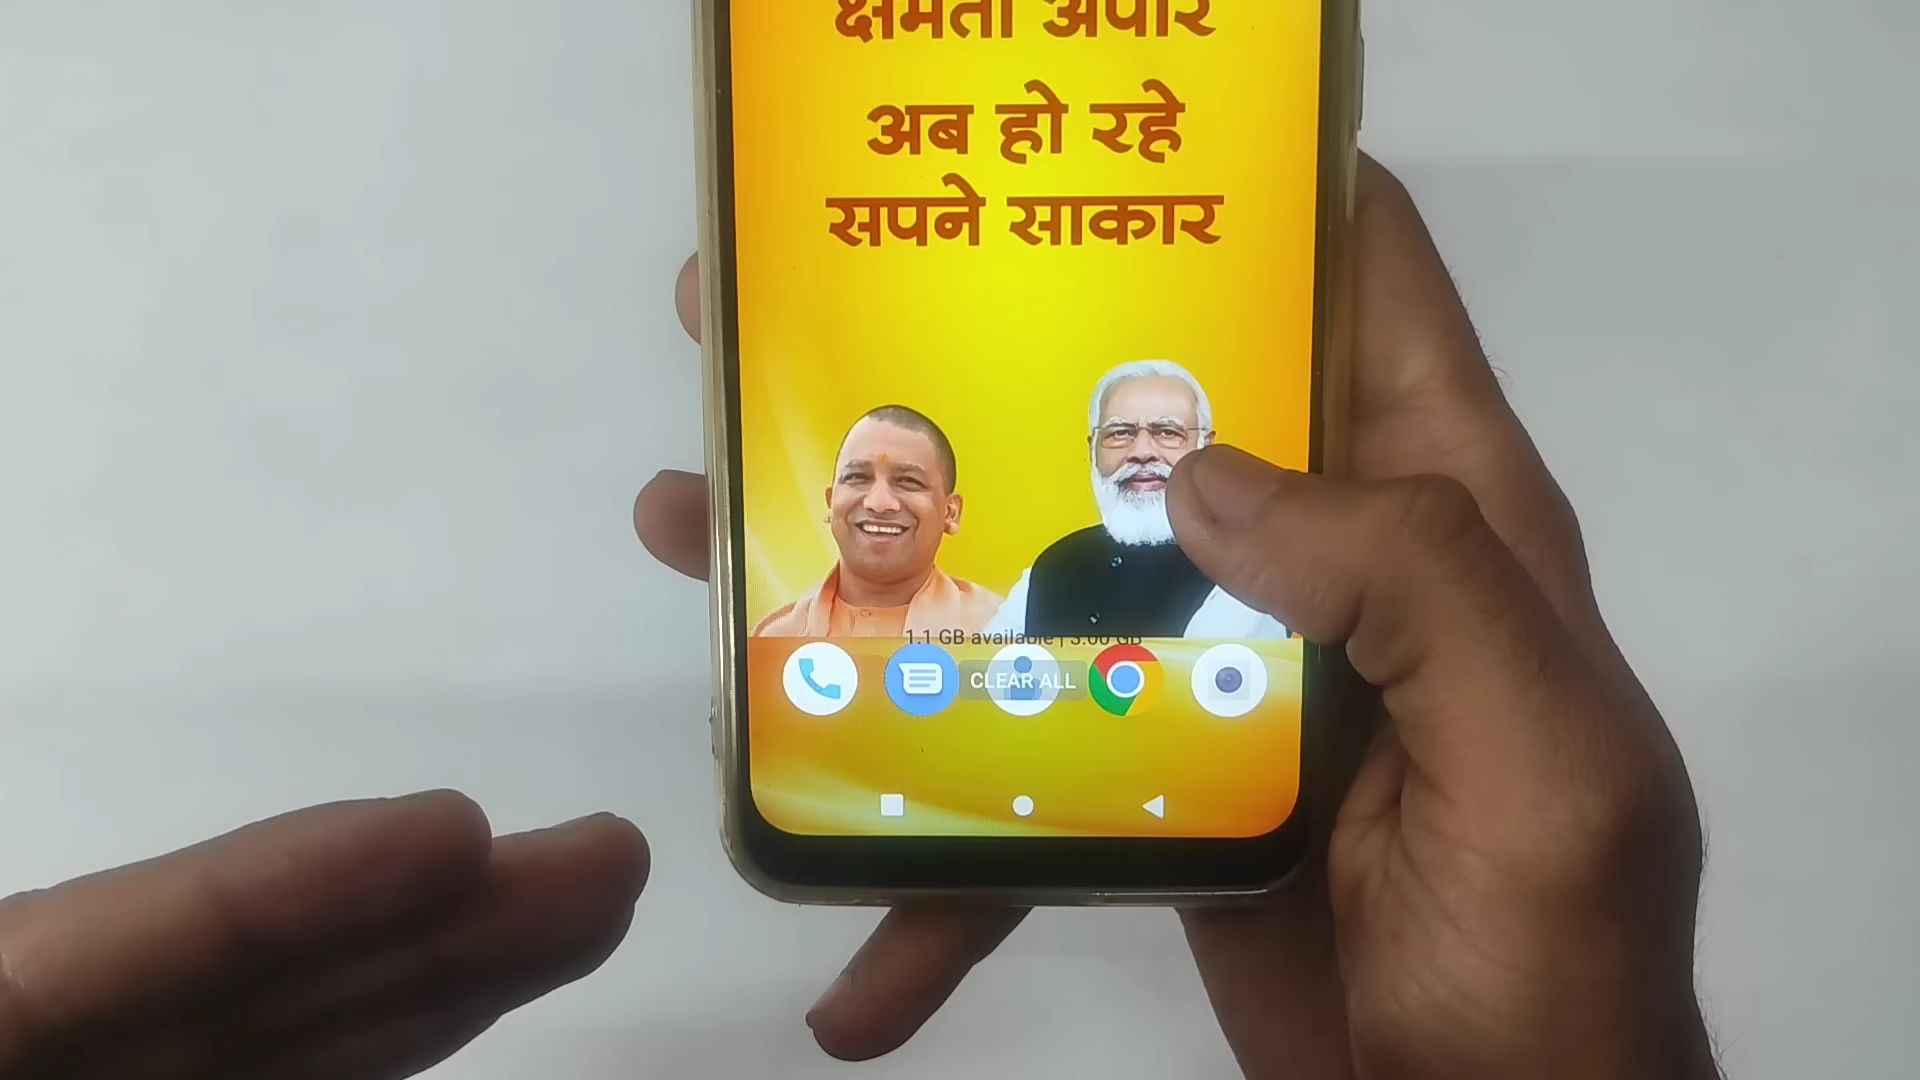 क्षमता अपार
अब हो रहे
सपने साकार
1.1 GB available | 3.00 GB
CLEAR ALL